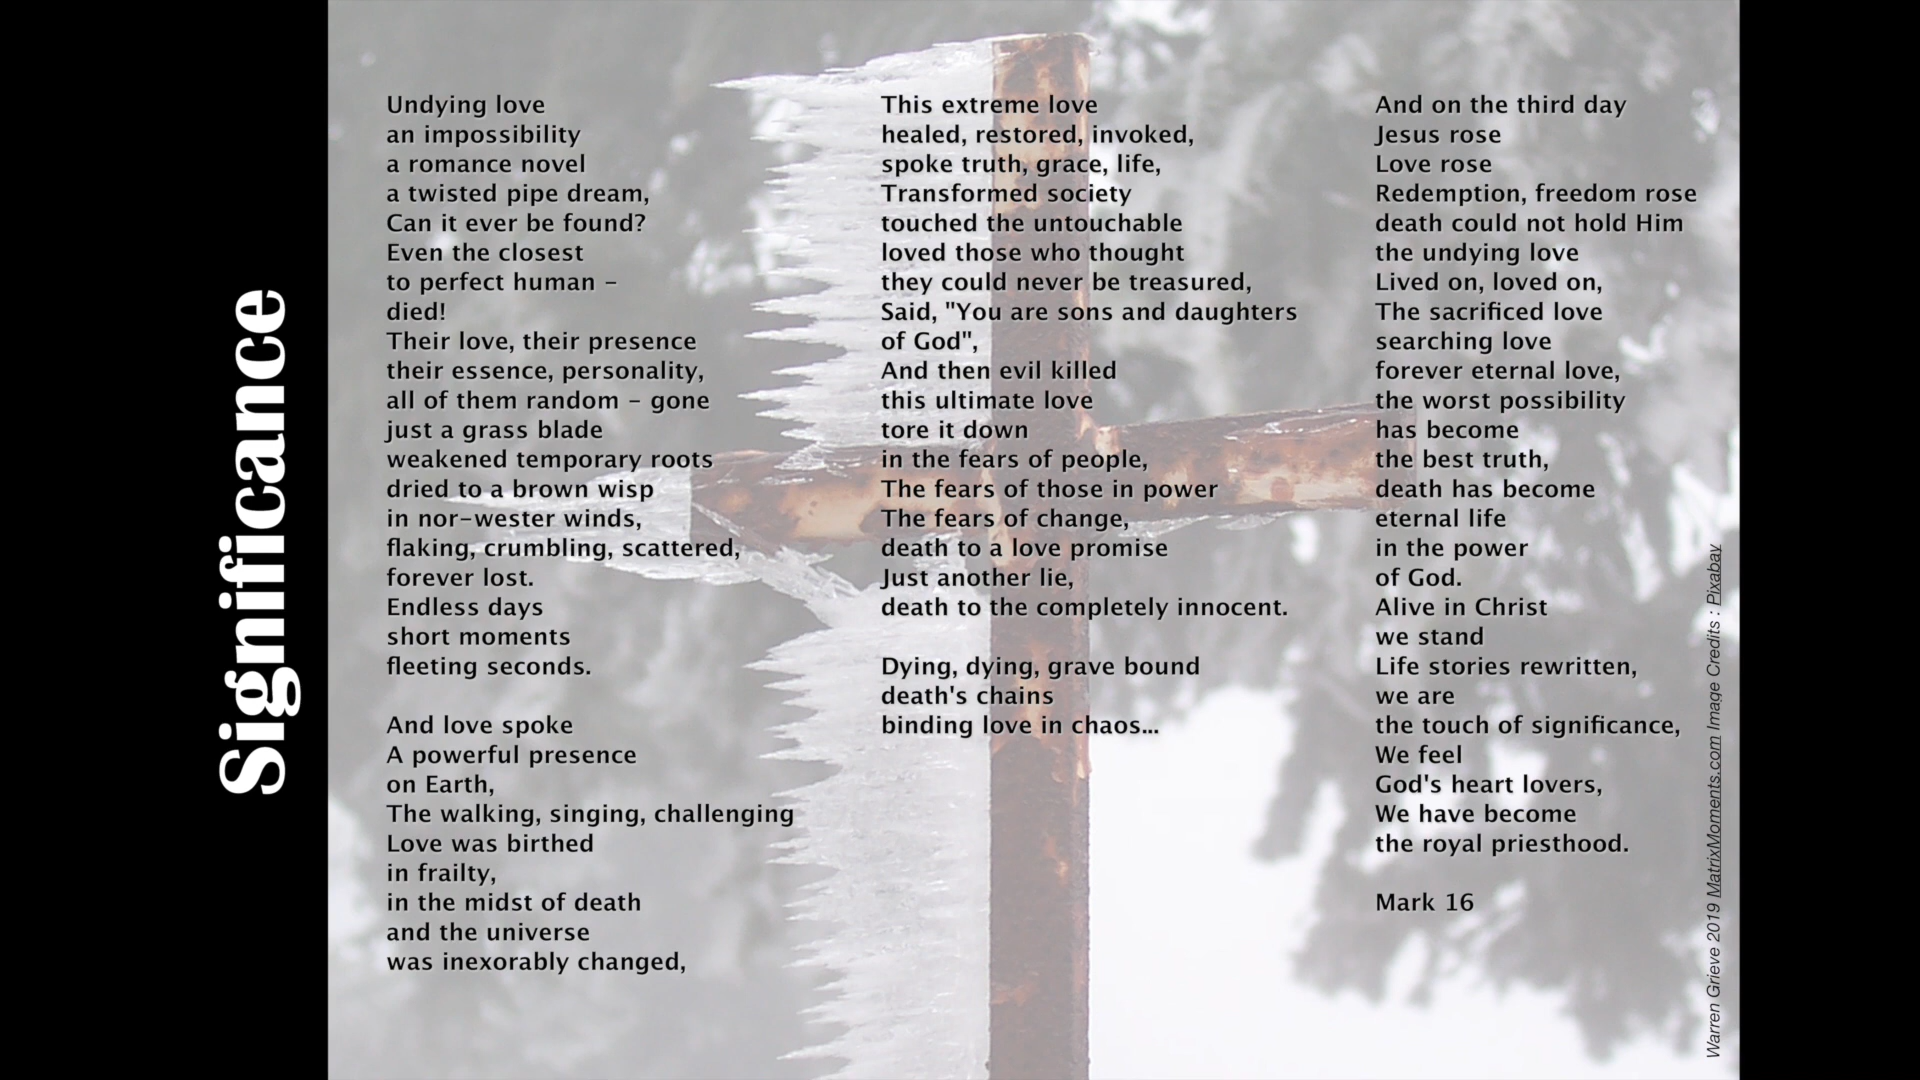 Significance
Undying love
an impossibility
a romance novel
a twisted pipe dream,
Can it ever be found?
Even the closest
to perfect human –
died!
Their love, their presence
their essence, personality,
all of them random – gone
just a grass blade
weakened temporary roots
dried to a brown wisp
in nor-wester winds,
flaking, crumbling, scattered,
forever lost.
Endless days
short moments
fleeting seconds.
And love spoke
A powerful presence
on Earth,
The walking, singing, challenging
Love was birthed
in frailty,
in the midst of death
and the universe
was inexorably changed,
This extreme love
healed, restored, invoked,
spoke truth, grace, life,
Transformed society
touched the untouchable
loved those who thought
they could never be treasured,
Said, "You are sons and daughters
of God",
And then evil killed
this ultimate love
tore it down
in the fears of people,
The fears of those in power
The fears of change,
death to a love promise
Just another lie,
death to the completely innocent.
Dying, dying, grave bound
death's chains
binding love in chaos...
And on the third day
Jesus rose
Love rose
Redemption, freedom rose
death could not hold Him
the undying love
Lived on, loved on,
The sacrificed love
searching love
forever eternal love,
the worst possibility
has become
the best truth,
death has become
eternal life
in the power
of God.
Alive in Christ
we stand
Life stories rewritten,
we are
the touch of significance,
We feel
God's heart lovers,
We have become
the royal priesthood.
Mark 16
Warren Grieve 2019 MatrixMoments.com Image Credits : Pixabay